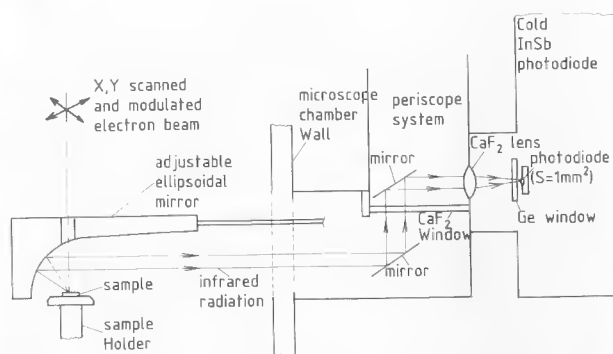 Cold
InSb
photodiode
X,Y scanned
and modulated
electron beam
microscope
chamber
Wall
periscope
system
CaF₂ lens
mirror
photodiode
(S=1mm²)
adjustable
ellipsoidal
mirror
CaF₂
Window
Ge window
mirror
sample
infrared
radiation
sample
Holder